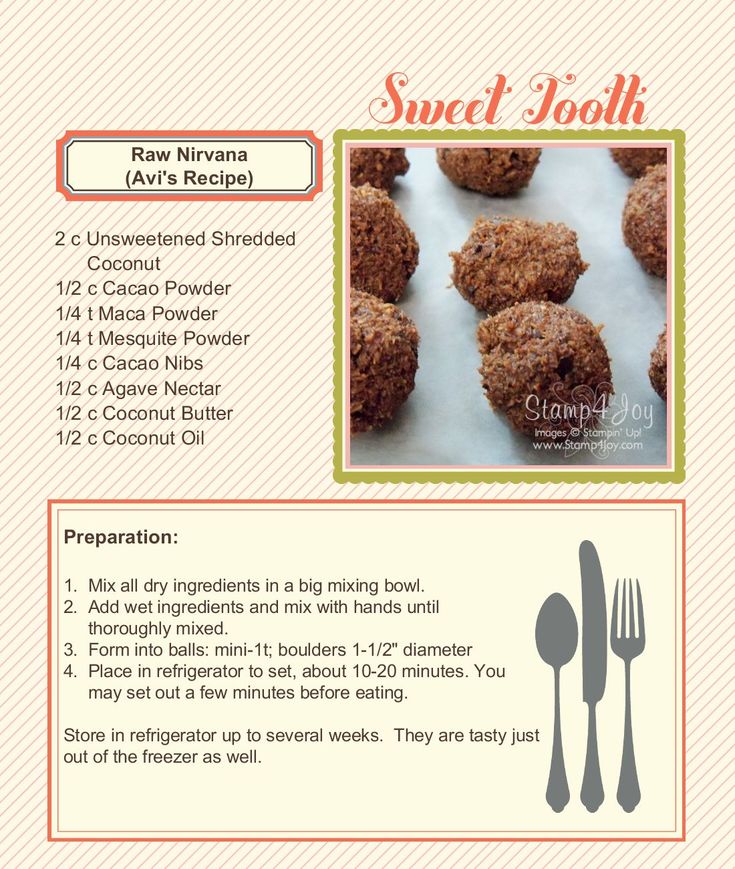 Sweet Tooth
Raw Nirvana
(Avi's Recipe)
2 c Unsweetened Shredded
Coconut
1/2 c Cacao Powder
1/4 t Maca Powder
1/4 t Mesquite Powder
1/4 c Cacao Nibs
1/2 c Agave Nectar
1/2 c Coconut Butter
1/2 c Coconut Oil
Stamp4Joy
Images © Stampin' Up!
www.Stamp4joy.com
Preparation:
1. Mix all dry ingredients in a big mixing bowl.
2. Add wet ingredients and mix with hands until
thoroughly mixed.
3. Form into balls: mini-1t; boulders 1-1/2" diameter
4. Place in refrigerator to set, about 10-20 minutes. You
may set out a few minutes before eating.
Store in refrigerator up to several weeks. They are tasty just
out of the freezer as well.